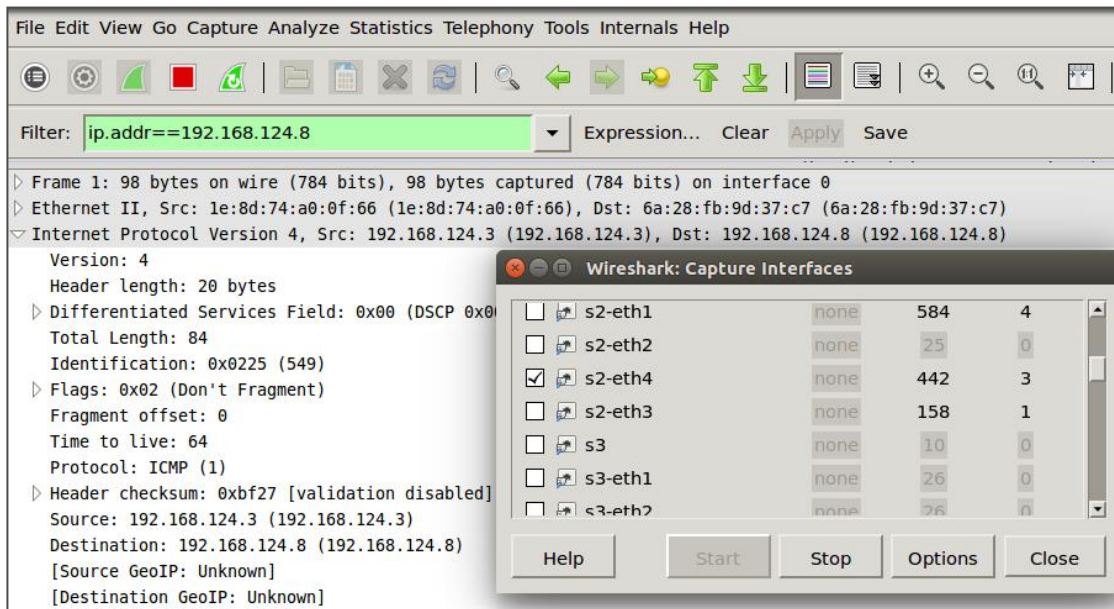 File Edit View Go Capture Analyze Statistics Telephony Tools Internals Help
Filter: ip.addr==192.168.124.8 Expression... Clear Apply Save
Frame 1: 98 bytes on wire (784 bits), 98 bytes captured (784 bits) on interface 0
Ethernet II, Src: 1e:8d:74:a0:0f:66 (1e:8d:74:a0:0f:66), Dst: 6a:28:fb:9d:37:c7 (6a:28:fb:9d:37:c7)
Internet Protocol Version 4, Src: 192.168.124.3 (192.168.124.3), Dst: 192.168.124.8 (192.168.124.8)
Version: 4
Header length: 20 bytes
Differentiated Services Field: 0x00 (DSCP 0x0
Total Length: 84
Identification: 0x0225 (549)
Flags: 0x02 (Don't Fragment)
Fragment offset: 0
Time to live: 64
Protocol: ICMP (1)
Header checksum: 0xbf27 [validation disabled]
Source: 192.168.124.3 (192.168.124.3)
Destination: 192.168.124.8 (192.168.124.8)
[Source GeoIP: Unknown]
[Destination GeoIP: Unknown]
Wireshark: Capture Interfaces
s2-eth1 none 584 4
s2-eth2 none 25 0
s2-eth4 none 442 3
s2-eth3 none 158 1
s3 none 10 0
s3-eth1 none 26 0
s3-eth2 none 26 0
Help Start Stop Options Close